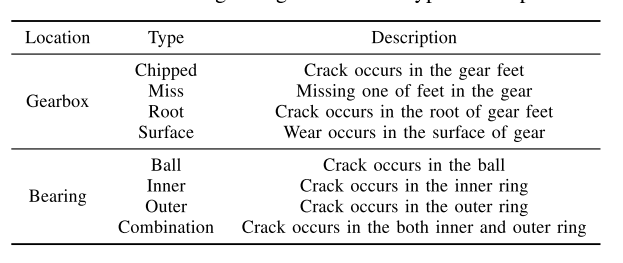 Location Type Description
Chipped Crack occurs in the gear feet
Miss Missing one of feet in the gear
Gearbox
Root Crack occurs in the root of gear feet
Surface Wear occurs in the surface of gear
Ball Crack occurs in the ball
Inner Crack occurs in the inner ring
Bearing
Outer Crack occurs in the outer ring
Combination Crack occurs in the both inner and outer ring